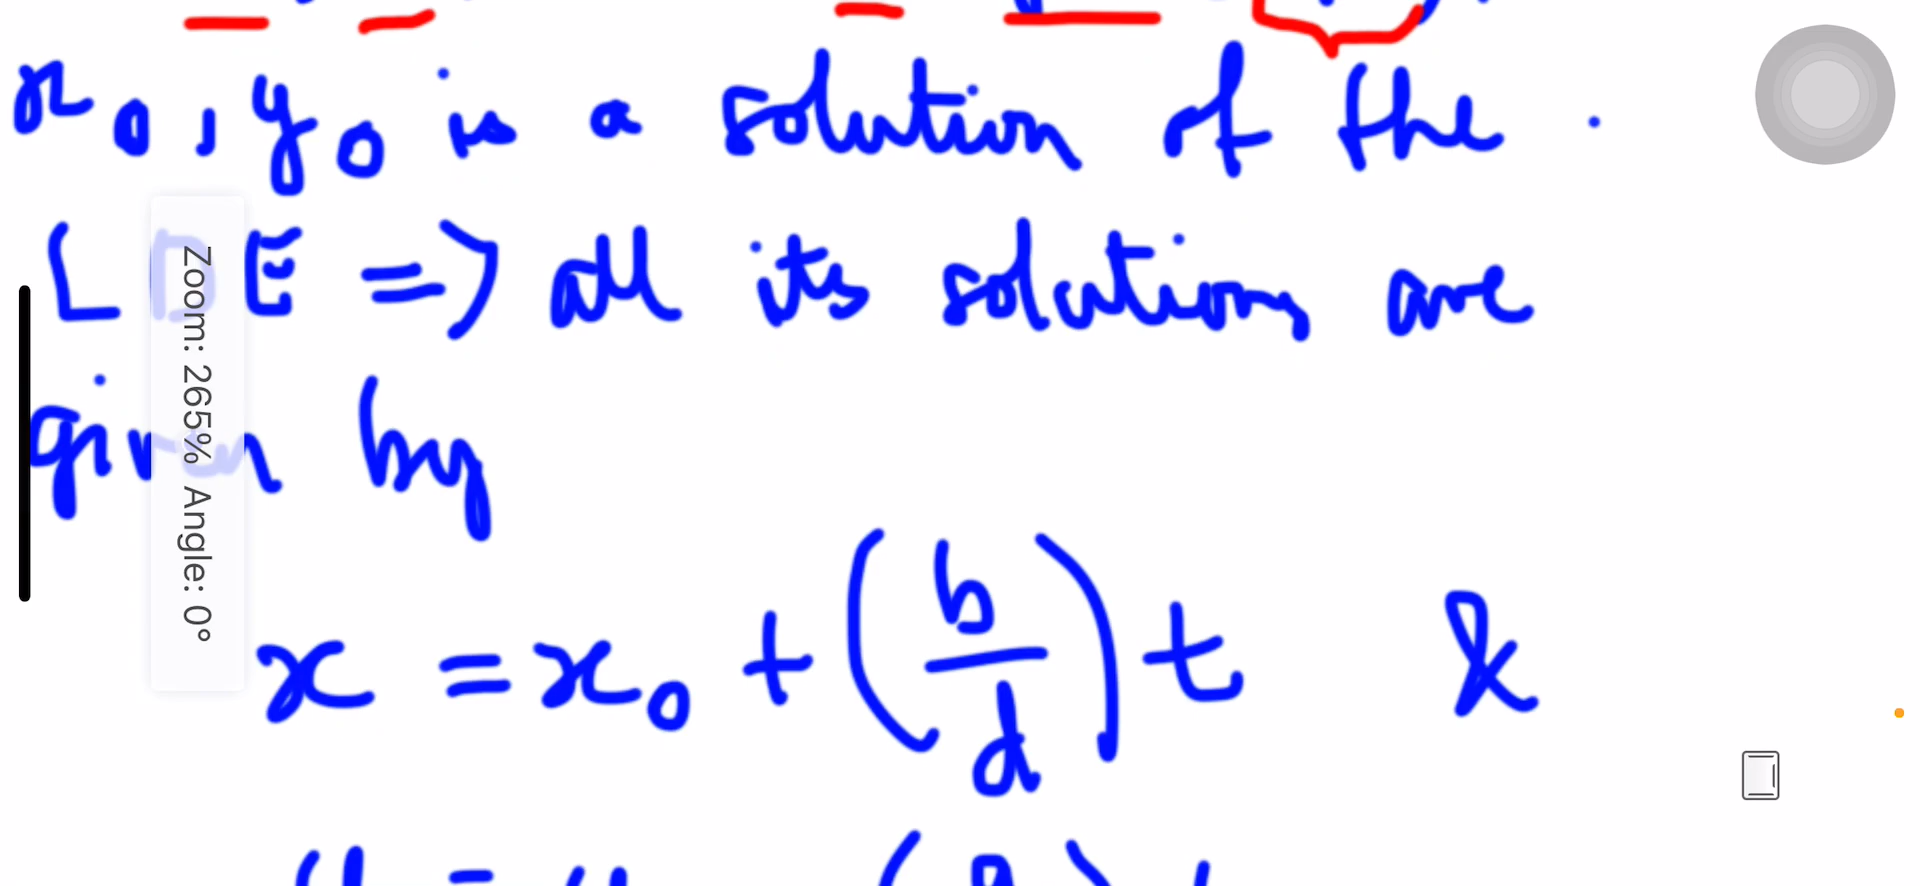 x₀, y₀ is a solution of the
LDE => all its solutions are
given by
x = x₀ + (b/d)t &
Zoom: 265% Angle: 0°